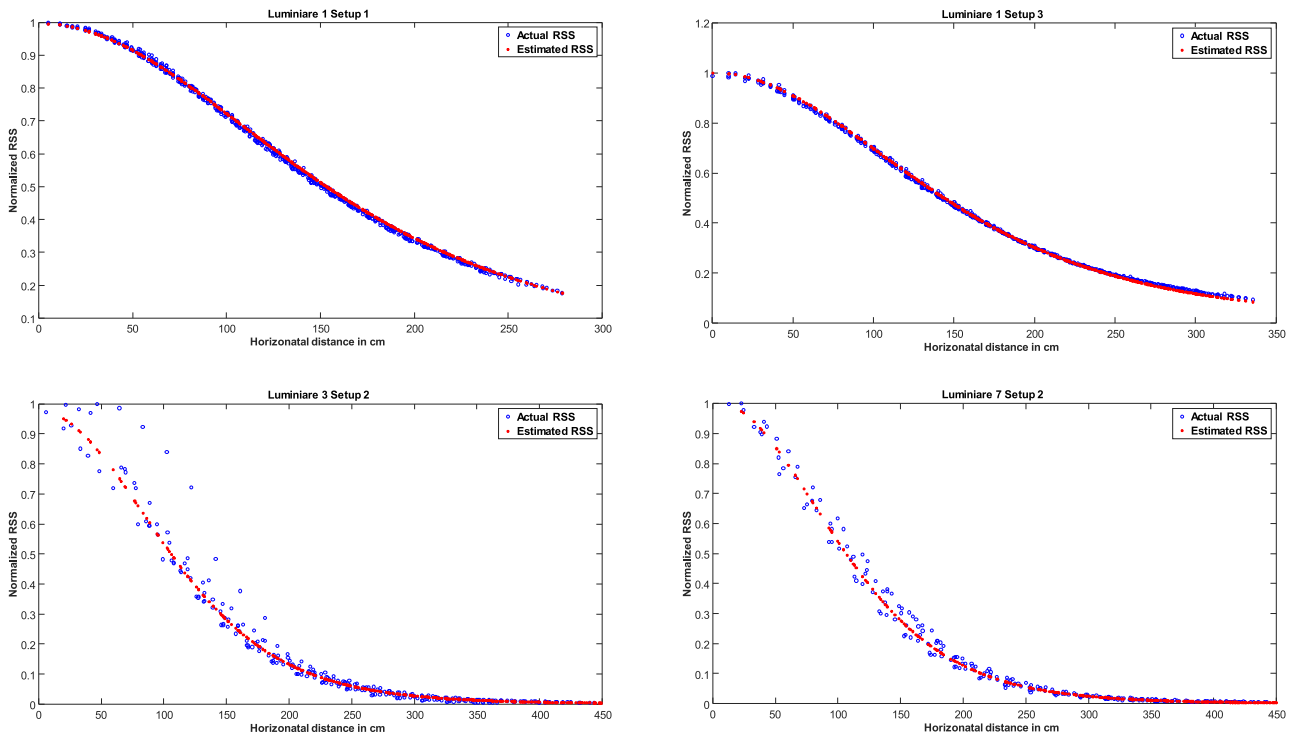 Luminiare 1 Setup 1
1
0.9
0.8
0.7
0.6
0.5
0.4
0.3
0.2
0.1
Normalized RSS
Actual RSS
Estimated RSS
0 50 100 150 200 250 300
Horizonatal distance in cm
Luminiare 1 Setup 3
1.2
1
0.8
0.6
0.4
0.2
0
Normalized RSS
Actual RSS
Estimated RSS
0 50 100 150 200 250 300 350
Horizonatal distance in cm
Luminiare 3 Setup 2
1
0.9
0.8
0.7
0.6
0.5
0.4
0.3
0.2
0.1
0
Normalized RSS
Actual RSS
Estimated RSS
0 50 100 150 200 250 300 350 400 450
Horizonatal distance in cm
Luminiare 7 Setup 2
1
0.9
0.8
0.7
0.6
0.5
0.4
0.3
0.2
0.1
0
Normalized RSS
Actual RSS
Estimated RSS
0 50 100 150 200 250 300 350 400 450
Horizonatal distance in cm